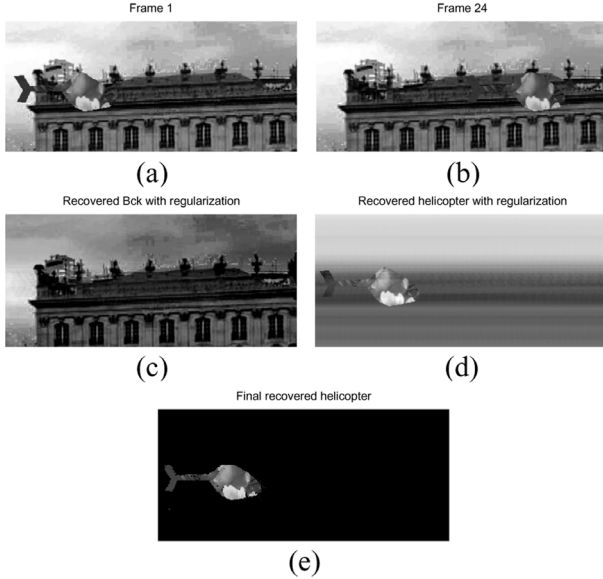 Frame 1
Frame 24
(a)
(b)
Recovered Bck with regularization
Recovered helicopter with regularization
(c)
(d)
Final recovered helicopter
(e)